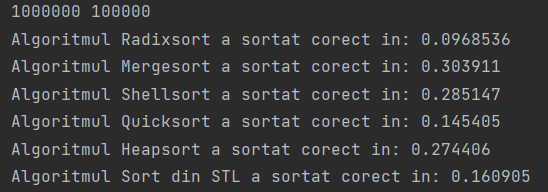 1000000 100000
Algoritmul Radixsort a sortat corect in: 0.0968536
Algoritmul Mergesort a sortat corect in: 0.303911
Algoritmul Shellsort a sortat corect in: 0.285147
Algoritmul Quicksort a sortat corect in: 0.145405
Algoritmul Heapsort a sortat corect in: 0.274406
Algoritmul Sort din STL a sortat corect in: 0.160905